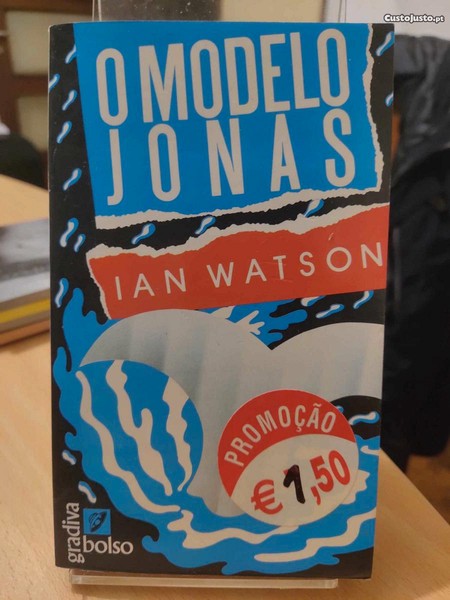 CustoJusto.pt
O MODELO
JONAS
IAN WATSON
PROMOÇÃO
€ 1,50
gradiva
bolso